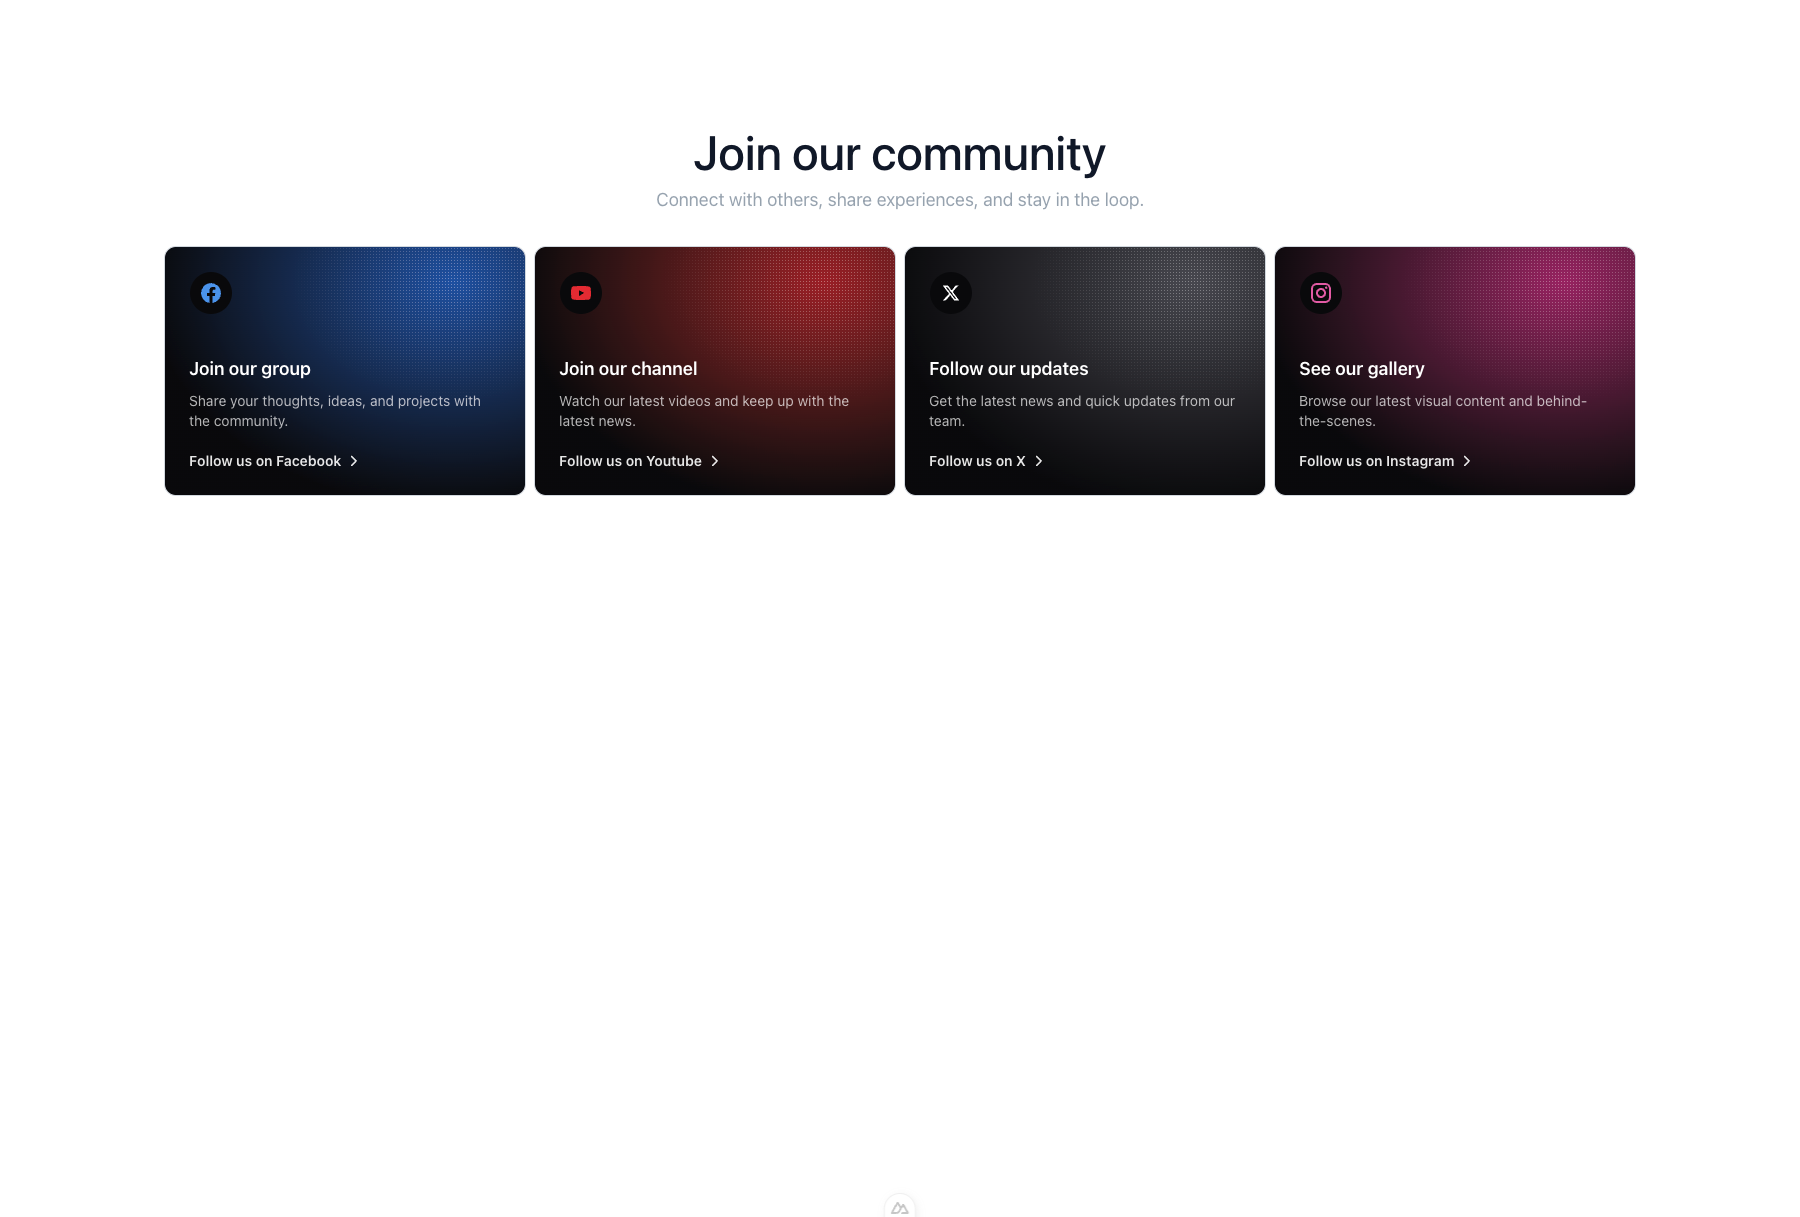 Join our community
Connect with others, share experiences, and stay in the loop.
Join our group
Share your thoughts, ideas, and projects with
the community.
Follow us on Facebook
Join our channel
Watch our latest videos and keep up with the
latest news.
Follow us on Youtube
Follow our updates
Get the latest news and quick updates from our
team.
Follow us on X
See our gallery
Browse our latest visual content and behind-
the-scenes.
Follow us on Instagram